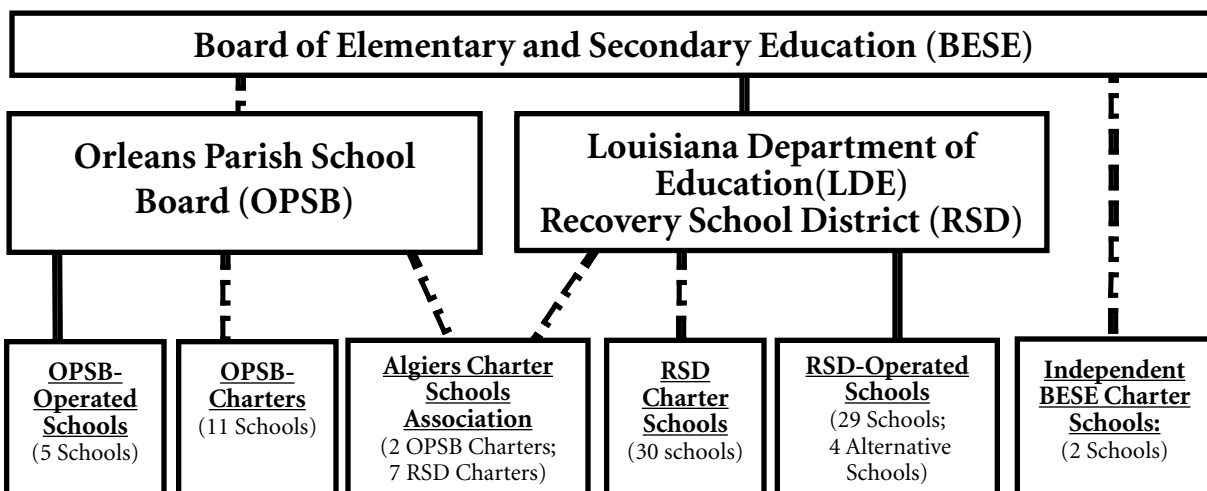 Board of Elementary and Secondary Education (BESE)
Orleans Parish School
Board (OPSB)
Louisiana Department of
Education(LDE)
Recovery School District (RSD)
OPSB-
Operated
Schools
(5 Schools)
OPSB-
Charters
(11 Schools)
Algiers Charter
Schools
Association
(2 OPSB Charters;
7 RSD Charters)
RSD
Charter
Schools
(30 schools)
RSD-Operated
Schools
(29 Schools;
4 Alternative
Schools)
Independent
BESE Charter
Schools:
(2 Schools)